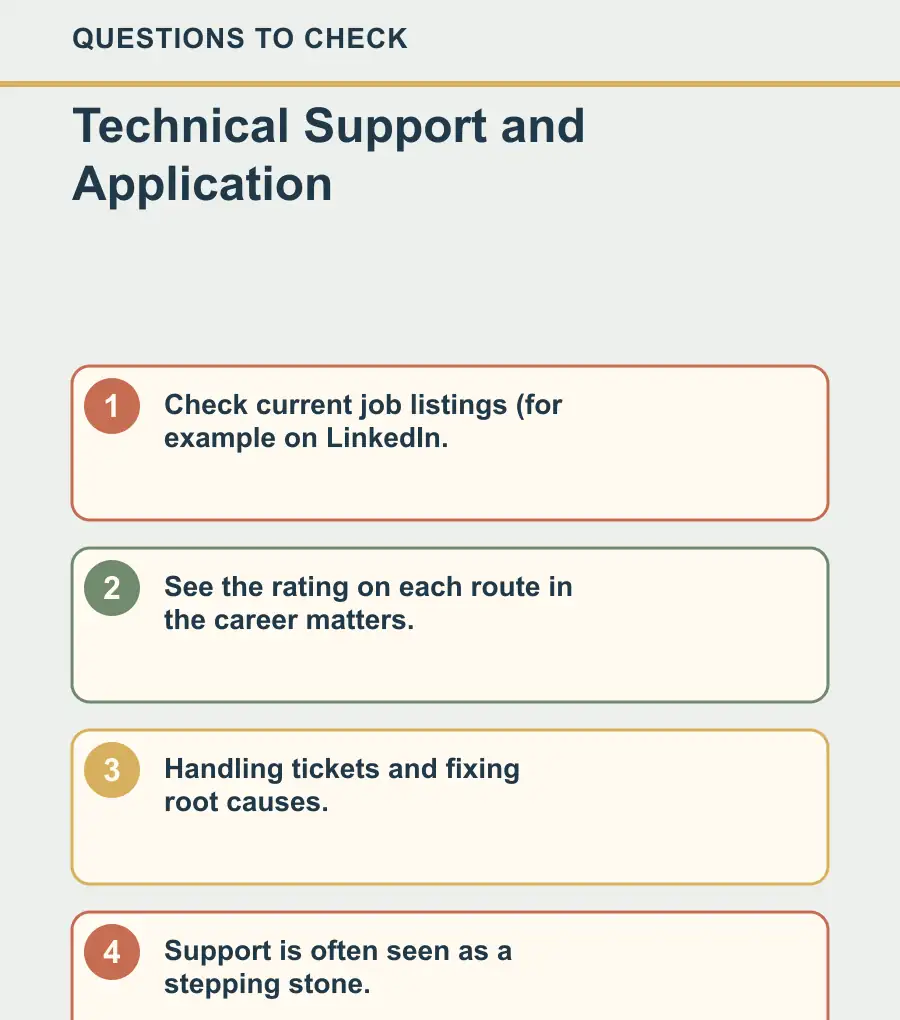 QUESTIONS TO CHECK
Technical Support and
Application
1
Check current job listings (for
example on LinkedIn.
2
See the rating on each route in
the career matters.
3
Handling tickets and fixing
root causes.
4
Support is often seen as a
stepping stone.